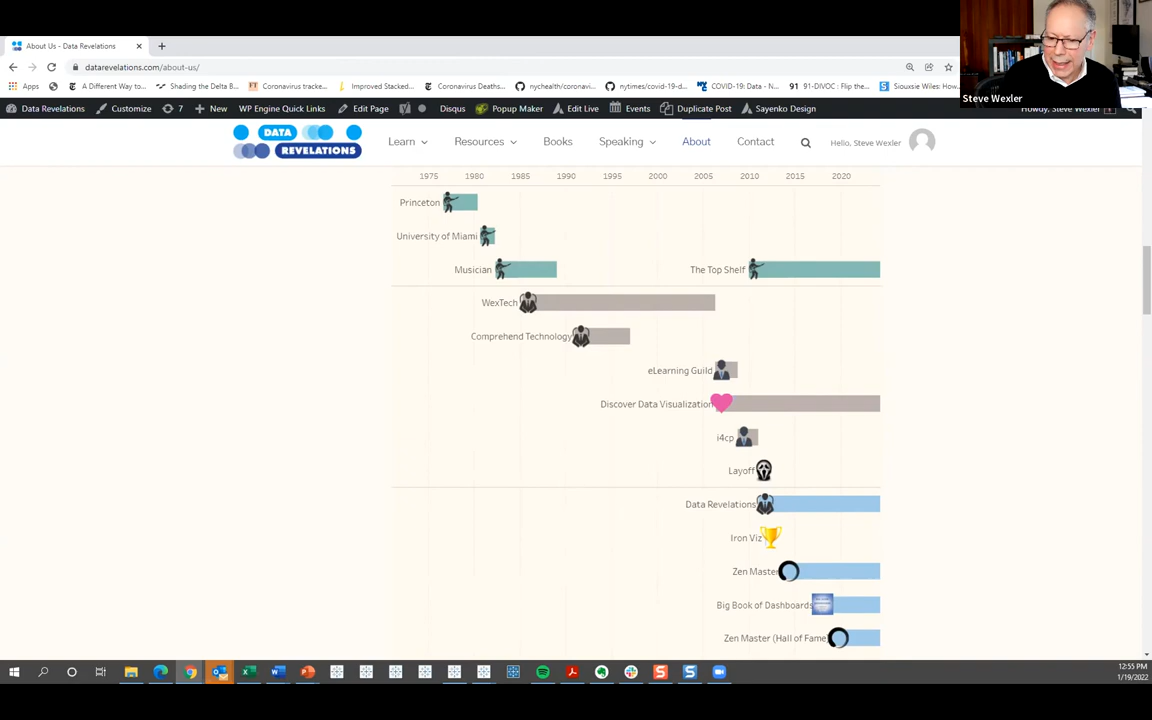 About Us - Data Revelations
datarevelations.com/about-us/
Apps
A Different Way to...
Shading the Delta B...
Coronavirus tracke...
Improved Stacked...
Coronavirus Deaths...
nychealth/coronavi...
nytimes/covid-19-d...
COVID-19: Data - N...
91 91-DIVOC : Flip the...
Siouxsie Wiles: How...
Steve Wexler
Data Revelations
Customize
7
New
WP Engine Quick Links
Edit Page
Disqus
Popup Maker
Edit Live
Events
Duplicate Post
Sayenko Design
Howdy, Steve Wexler
DATA
REVELATIONS
Learn
Resources
Books
Speaking
About
Contact
Hello, Steve Wexler
1975 1980 1985 1990 1995 2000 2005 2010 2015 2020
Princeton
University of Miami
Musician
The Top Shelf
WexTech
Comprehend Technology
eLearning Guild
Discover Data Visualization
i4cp
Layoff
Data Revelations
Iron Viz
Zen Master
Big Book of Dashboards
Zen Master (Hall of Fame)
12:55 PM
1/19/2022